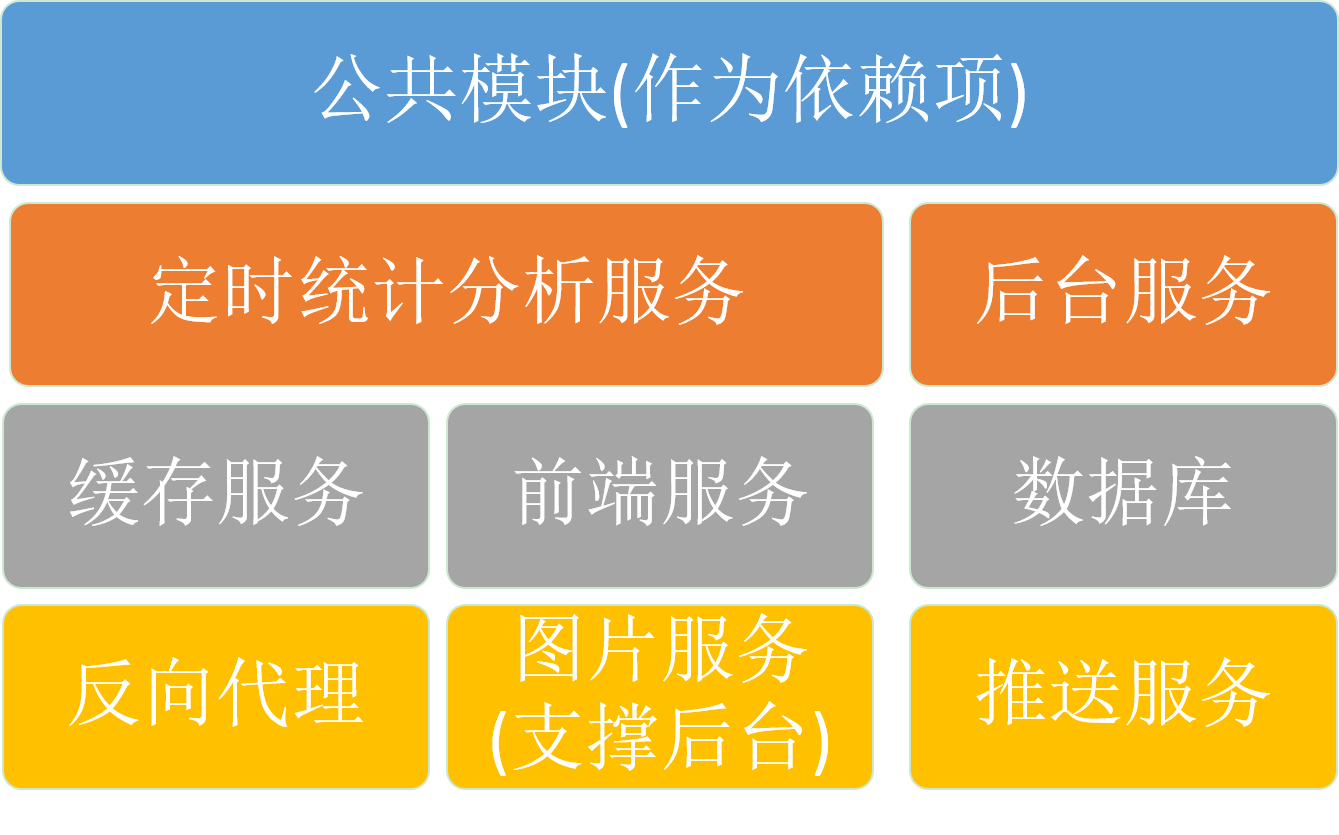 公共模块(作为依赖项)
定时统计分析服务
后台服务
缓存服务
前端服务
数据库
反向代理
图片服务
(支撑后台)
推送服务